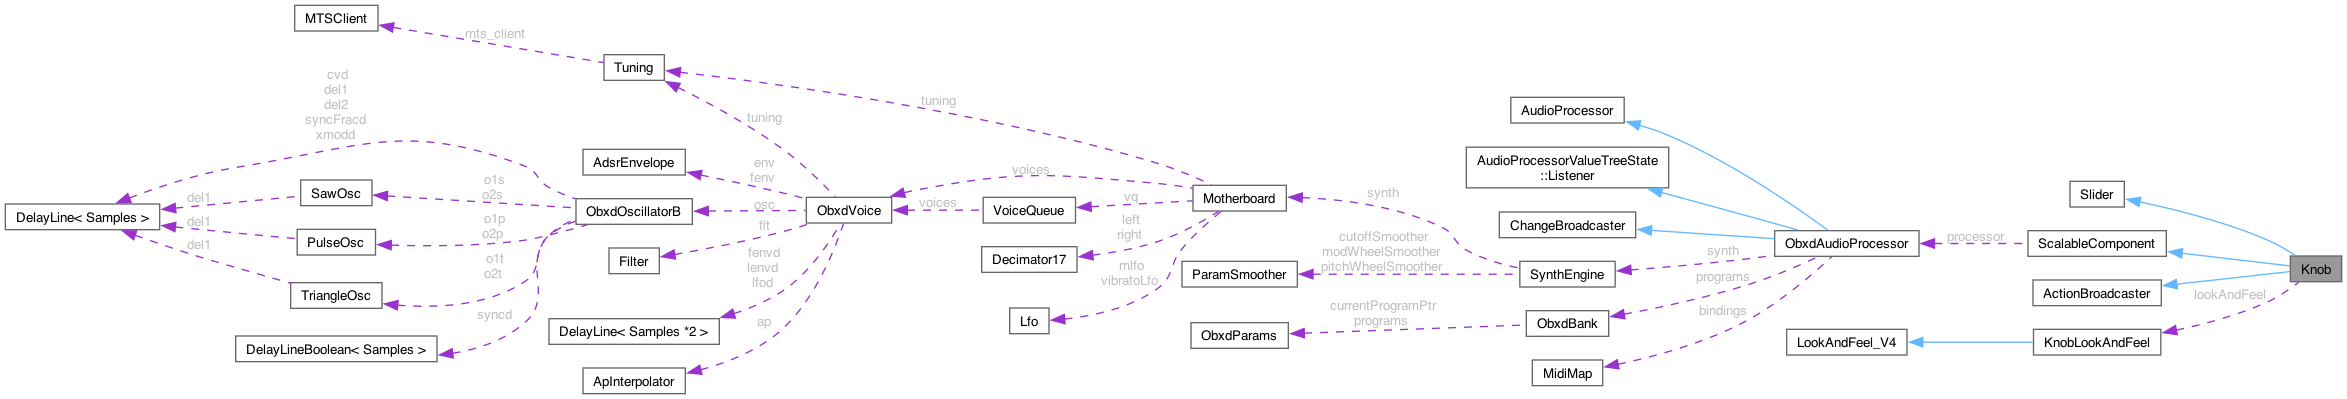 MTSClient
mts_client
Tuning
cvd
del1
del2
syncFracd
xmodd
tuning
tuning
AudioProcessor
AdsrEnvelope
env
fenv
voices
AudioProcessorValueTreeState
::Listener
SawOsc
del1
o1s
o2s
osc
ObxdVoice
voices
VoiceQueue
vq
Motherboard
synth
Slider
DelayLine< Samples >
del1
ObxdOscillatorB
o1p
o2p
flt
left
right
ChangeBroadcaster
PulseOsc
del1
o1t
o2t
Filter
fenvd
lenvd
lfod
Decimator17
cutoffSmoother
modWheelSmoother
pitchWheelSmoother
ObxdAudioProcessor
processor
ScalableComponent
mlfo
vibratoLfo
ParamSmoother
SynthEngine
synth
programs
Knob
TriangleOsc
ActionBroadcaster
lookAndFeel
syncd
DelayLine< Samples *2 >
ap
Lfo
currentProgramPtr
programs
ObxdParams
ObxdBank
bindings
DelayLineBoolean< Samples >
LookAndFeel_V4
KnobLookAndFeel
ApInterpolator
MidiMap